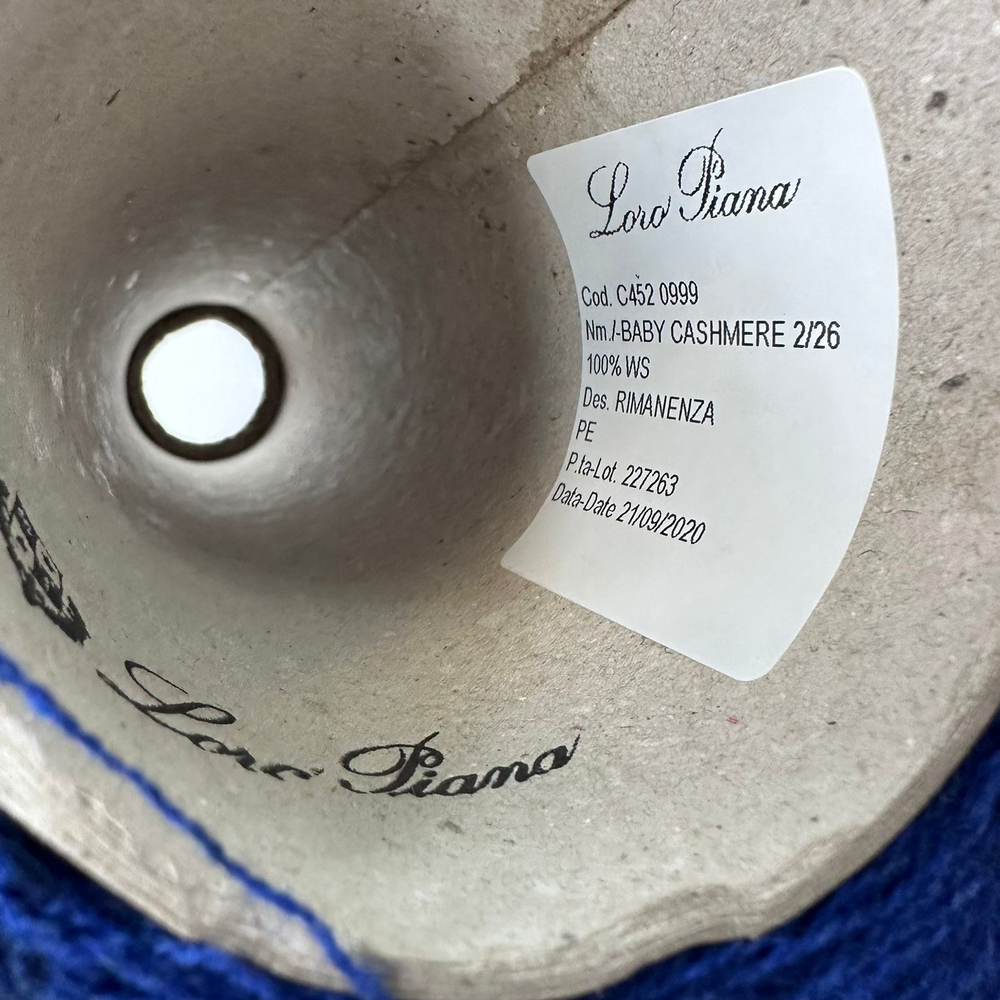 Loro Piana
Cod. C452 0999
Nm./-BABY CASHMERE 2/26
100% WS
Des. RIMANENZA
PE
P.ta-Lot. 227263
Data-Date 21/09/2020
Loro Piana